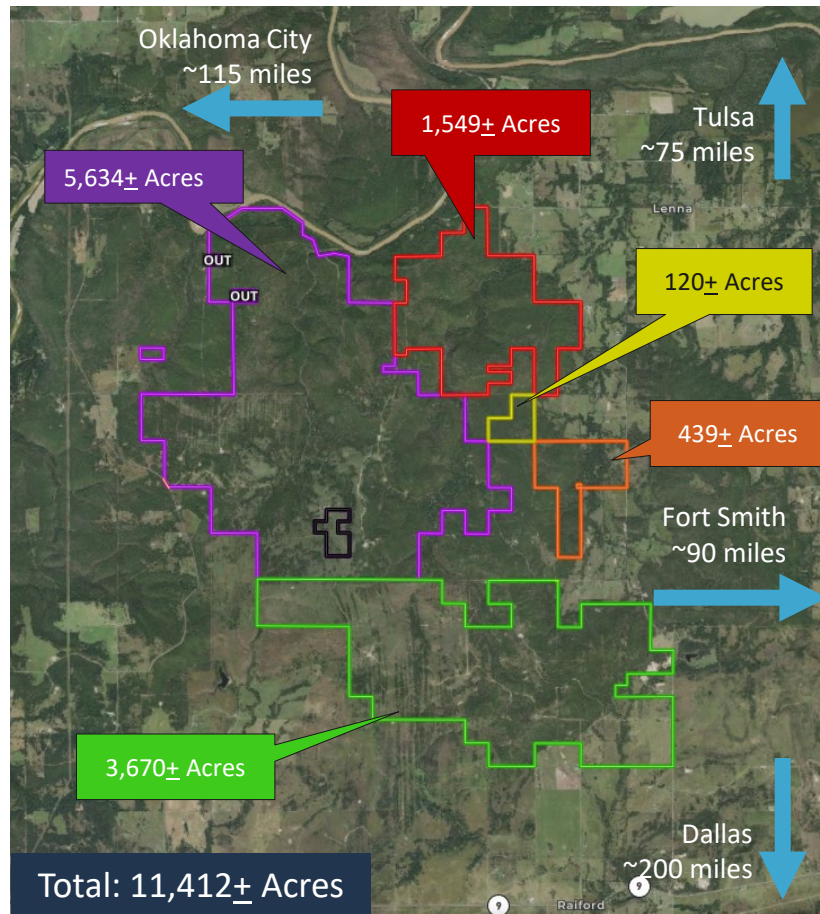 Oklahoma City
~115 miles
1,549± Acres
Tulsa
~75 miles
5,634± Acres
Lenna
OUT
120± Acres
OUT
439± Acres
Fort Smith
~90 miles
3,670± Acres
Dallas
~200 miles
Total: 11,412± Acres
9
9
Raiford